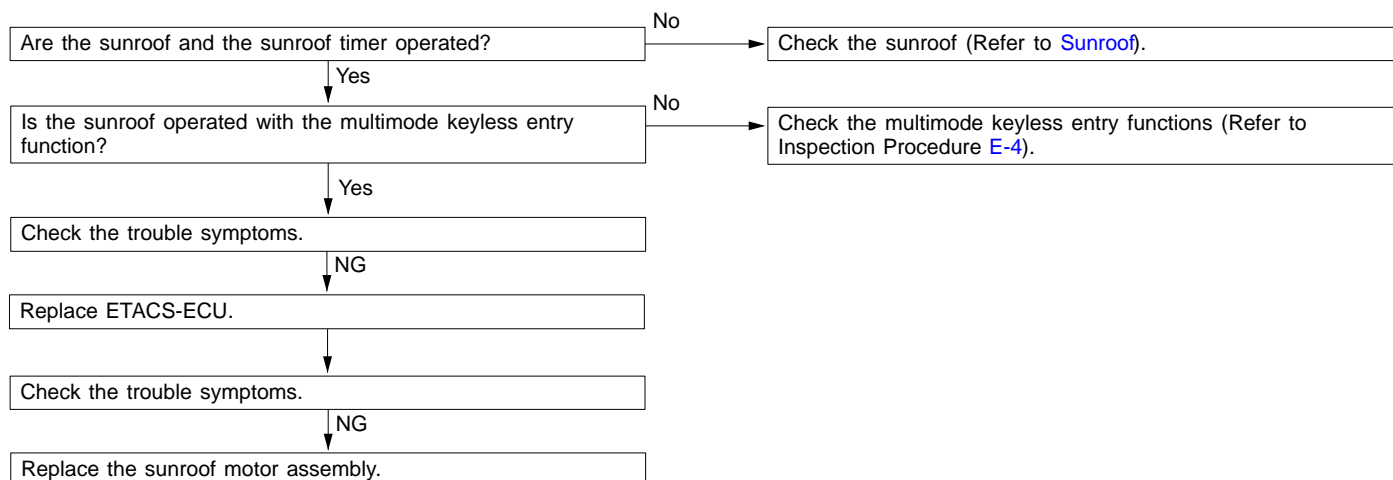 Are the sunroof and the sunroof timer operated?
No
Check the sunroof (Refer to Sunroof).
Yes
Is the sunroof operated with the multimode keyless entry
function?
No
Check the multimode keyless entry functions (Refer to
Inspection Procedure E-4).
Yes
Check the trouble symptoms.
NG
Replace ETACS-ECU.
Check the trouble symptoms.
NG
Replace the sunroof motor assembly.